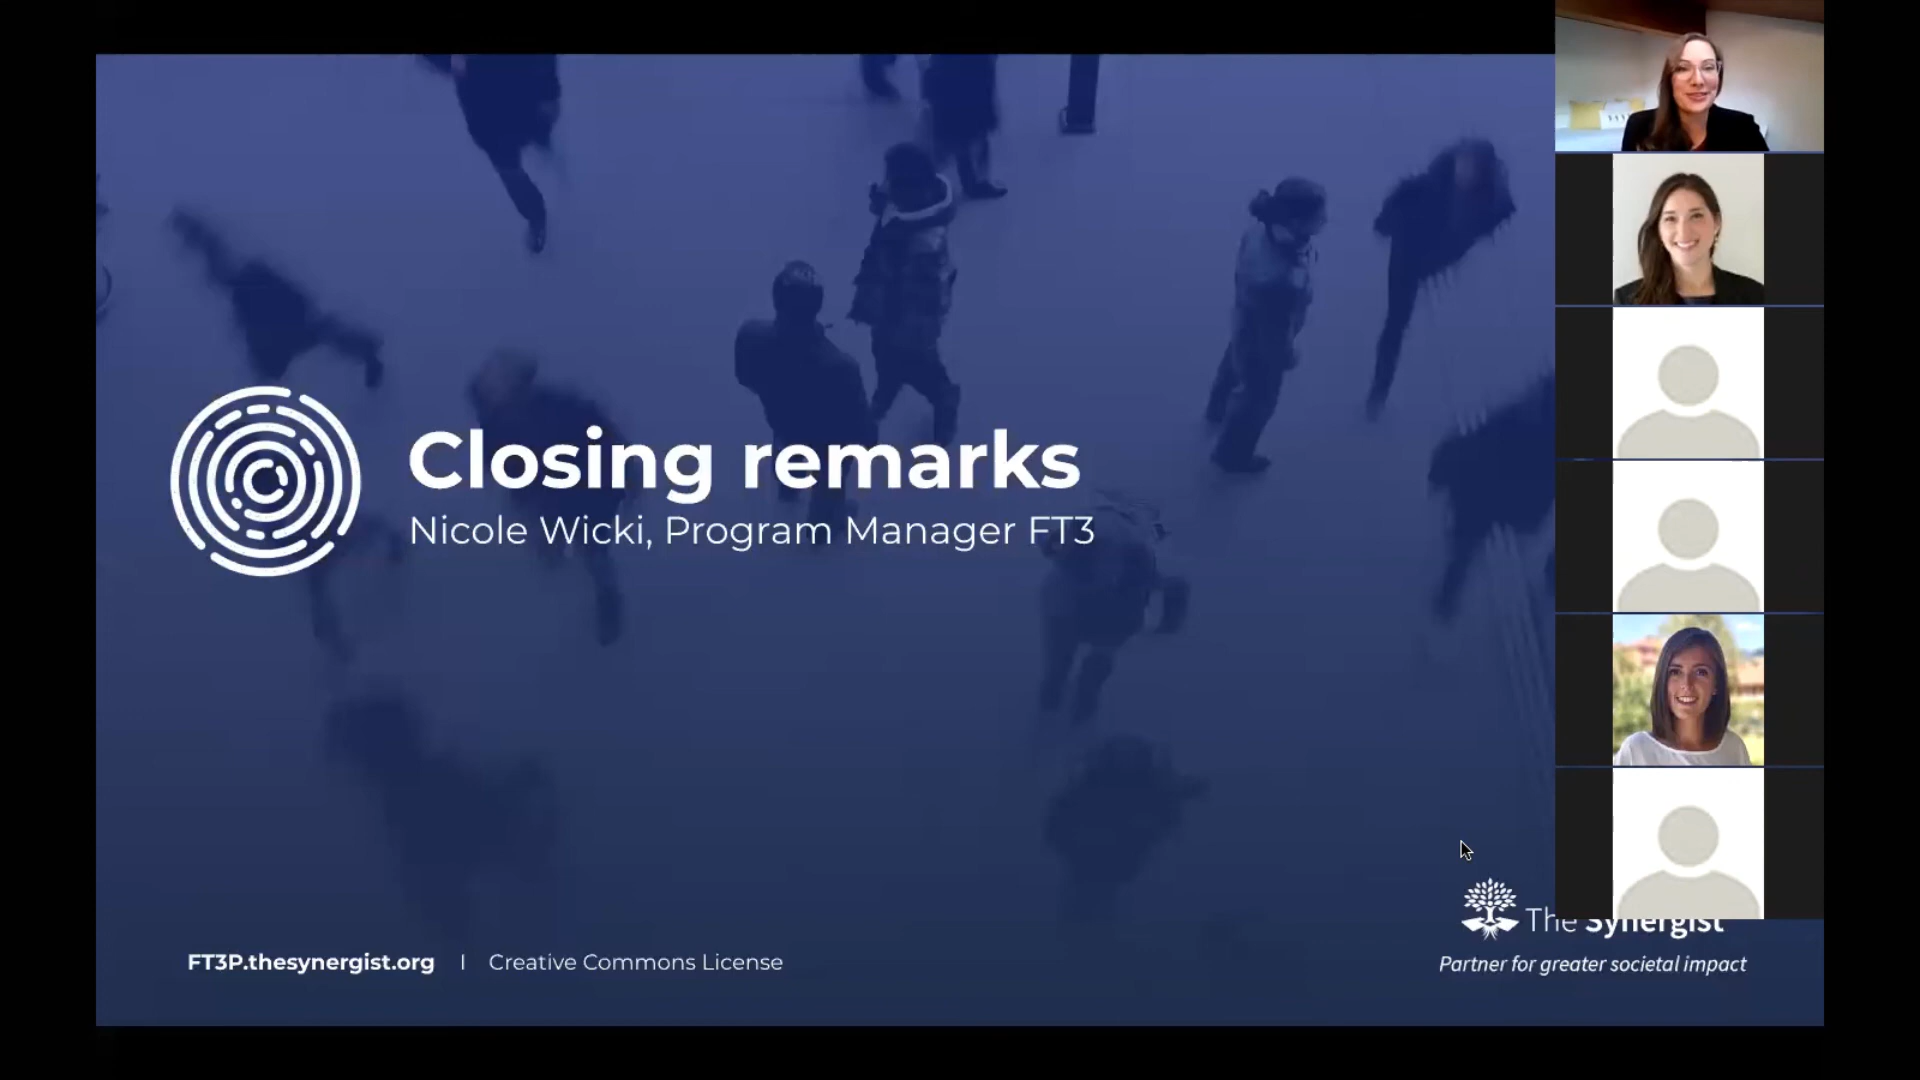 Closing remarks
Nicole Wicki, Program Manager FT3
The Synergist
Partner for greater societal impact
FT3P.thesynergist.org | Creative Commons License